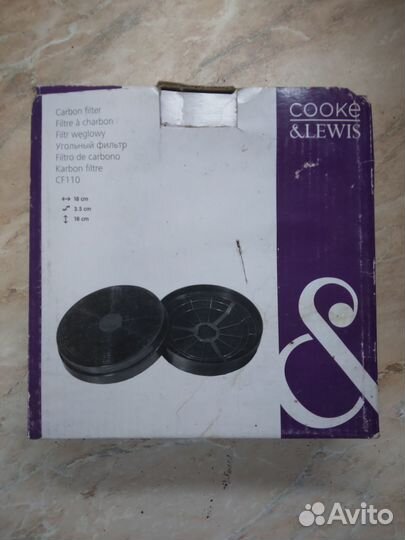 Carbon filter
Filtre à charbon
Filtr węglowy
Угольный фильтр
Filtro de carbono
Karbon filtre
CF110
18 cm
3.5 cm
18 cm
cooke
&LEWIS
&
Avito